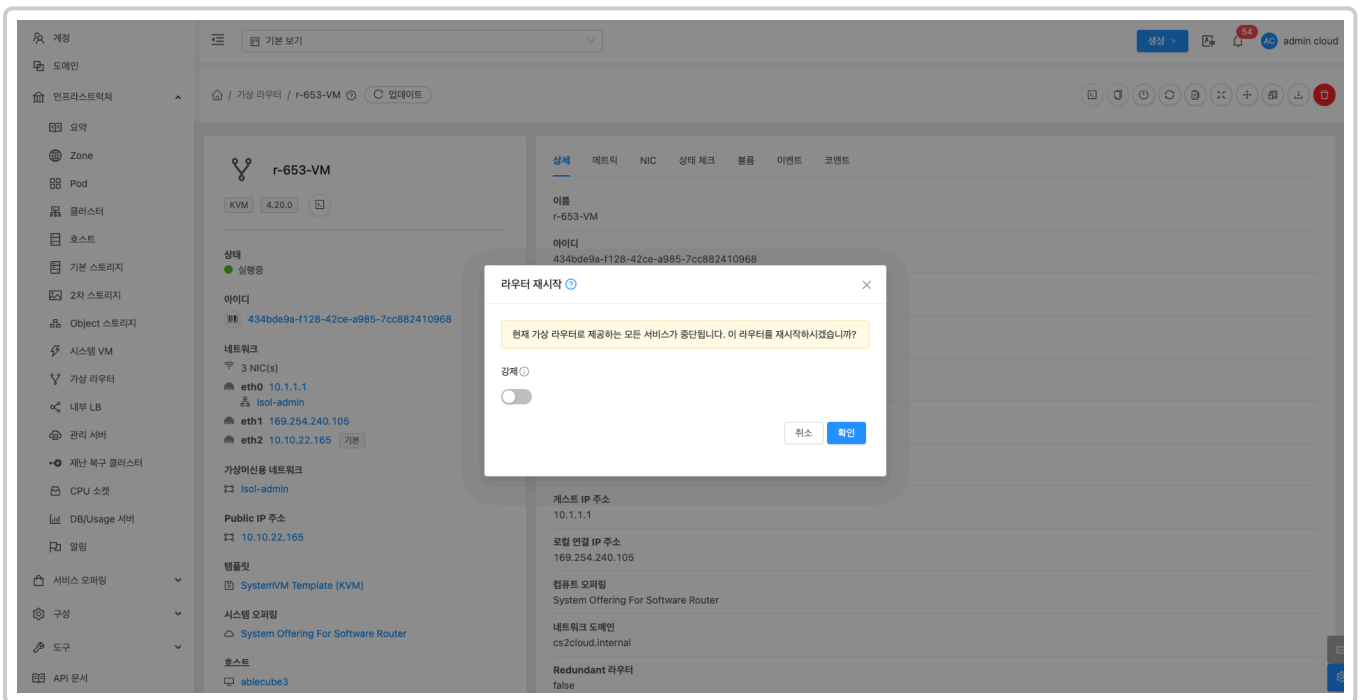 계정
도메인
인프라스트럭쳐
요약
Zone
Pod
클러스터
호스트
기본 스토리지
2차 스토리지
Object 스토리지
시스템 VM
가상 라우터
내부 LB
관리 서버
재난 복구 클러스터
CPU 소켓
DB/Usage 서버
알림
서비스 오퍼링
구성
도구
API 문서
기본 보기
생성
54
AC
admin cloud
/ 가상 라우터 / r-653-VM
업데이트
r-653-VM
KVM
4.20.0
상태
실행중
아이디
434bde9a-f128-42ce-a985-7cc882410968
네트워크
3 NIC(s)
eth0 10.1.1.1
Isol-admin
eth1 169.254.240.105
eth2 10.10.22.165 기본
가상머신용 네트워크
Isol-admin
Public IP 주소
10.10.22.165
템플릿
SystemVM Template (KVM)
시스템 오퍼링
System Offering For Software Router
호스트
ablecube3
상세 메트릭 NIC 상태 체크 볼륨 이벤트 코멘트
이름
r-653-VM
아이디
434bde9a-f128-42ce-a985-7cc882410968
라우터 재시작
현재 가상 라우터로 제공하는 모든 서비스가 중단됩니다. 이 라우터를 재시작하시겠습니까?
강제
취소
확인
게스트 IP 주소
10.1.1.1
로컬 연결 IP 주소
169.254.240.105
컴퓨트 오퍼링
System Offering For Software Router
네트워크 도메인
cs2cloud.internal
Redundant 라우터
false